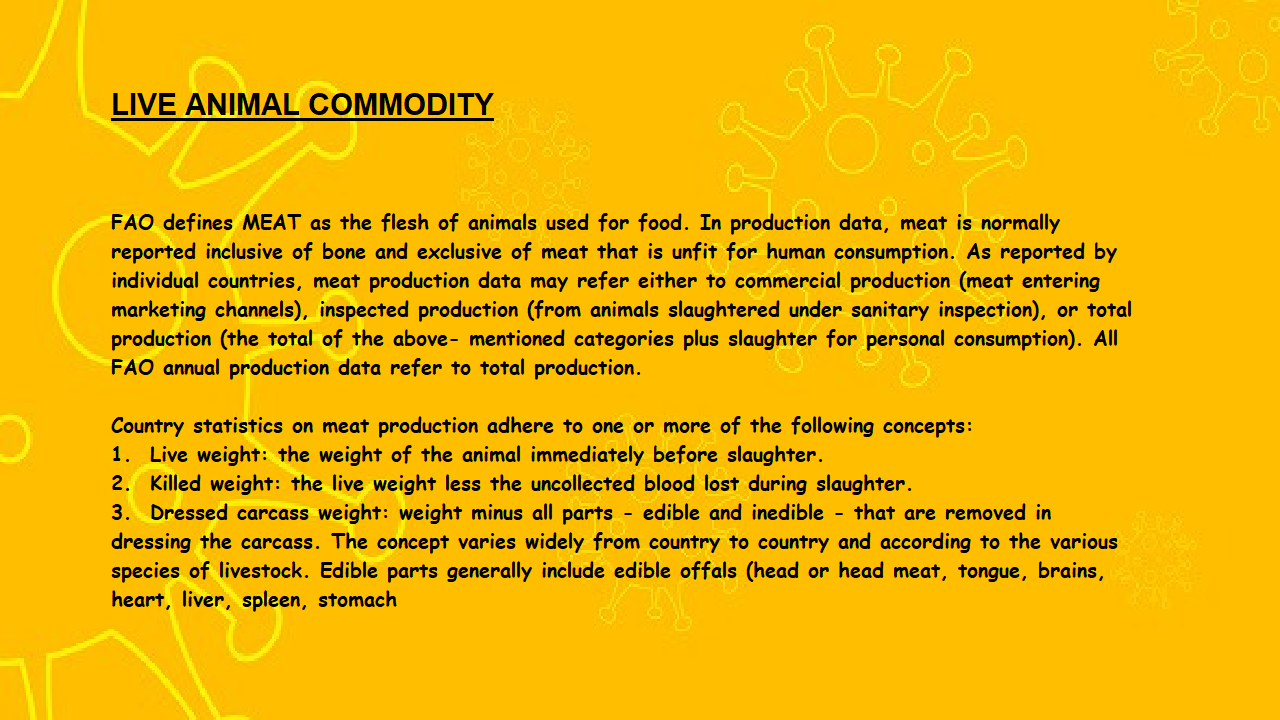 LIVE ANIMAL COMMODITY
FAO defines MEAT as the flesh of animals used for food. In production data, meat is normally
reported inclusive of bone and exclusive of meat that is unfit for human consumption. As reported by
individual countries, meat production data may refer either to commercial production (meat entering
marketing channels), inspected production (from animals slaughtered under sanitary inspection), or total
production (the total of the above- mentioned categories plus slaughter for personal consumption). All
FAO annual production data refer to total production.
Country statistics on meat production adhere to one or more of the following concepts:
1. Live weight: the weight of the animal immediately before slaughter.
2. Killed weight: the live weight less the uncollected blood lost during slaughter.
3. Dressed carcass weight: weight minus all parts - edible and inedible - that are removed in
dressing the carcass. The concept varies widely from country to country and according to the various
species of livestock. Edible parts generally include edible offals (head or head meat, tongue, brains,
heart, liver, spleen, stomach